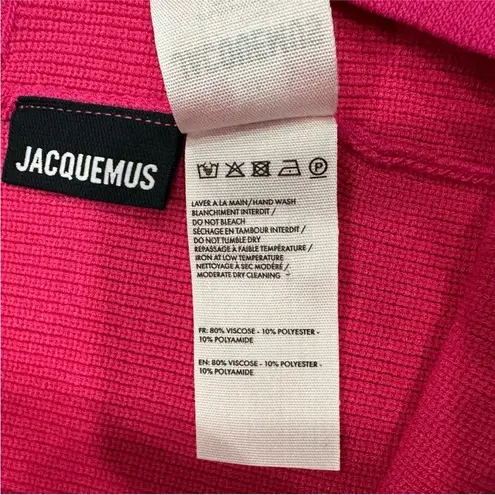 JACQUEMUS
LAVER A LA MAIN/HAND WASH
BLANCHIMENT INTERDIT /
DO NOT BLEACH
SÉCHAGE EN TAMBOUR INTERDIT /
DO NOT TUMBLE DRY
REPASSAGE À FAIBLE TEMPÉRATURE /
IRON AT LOW TEMPERATURE
NETTOYAGE À SEC MODÉRÉ /
MODERATE DRY CLEANING -
FR: 80% VISCOSE - 10% POLYESTER -
10% POLYAMIDE
EN: 80% VISCOSE - 10% POLYESTER -
10% POLYAMIDE